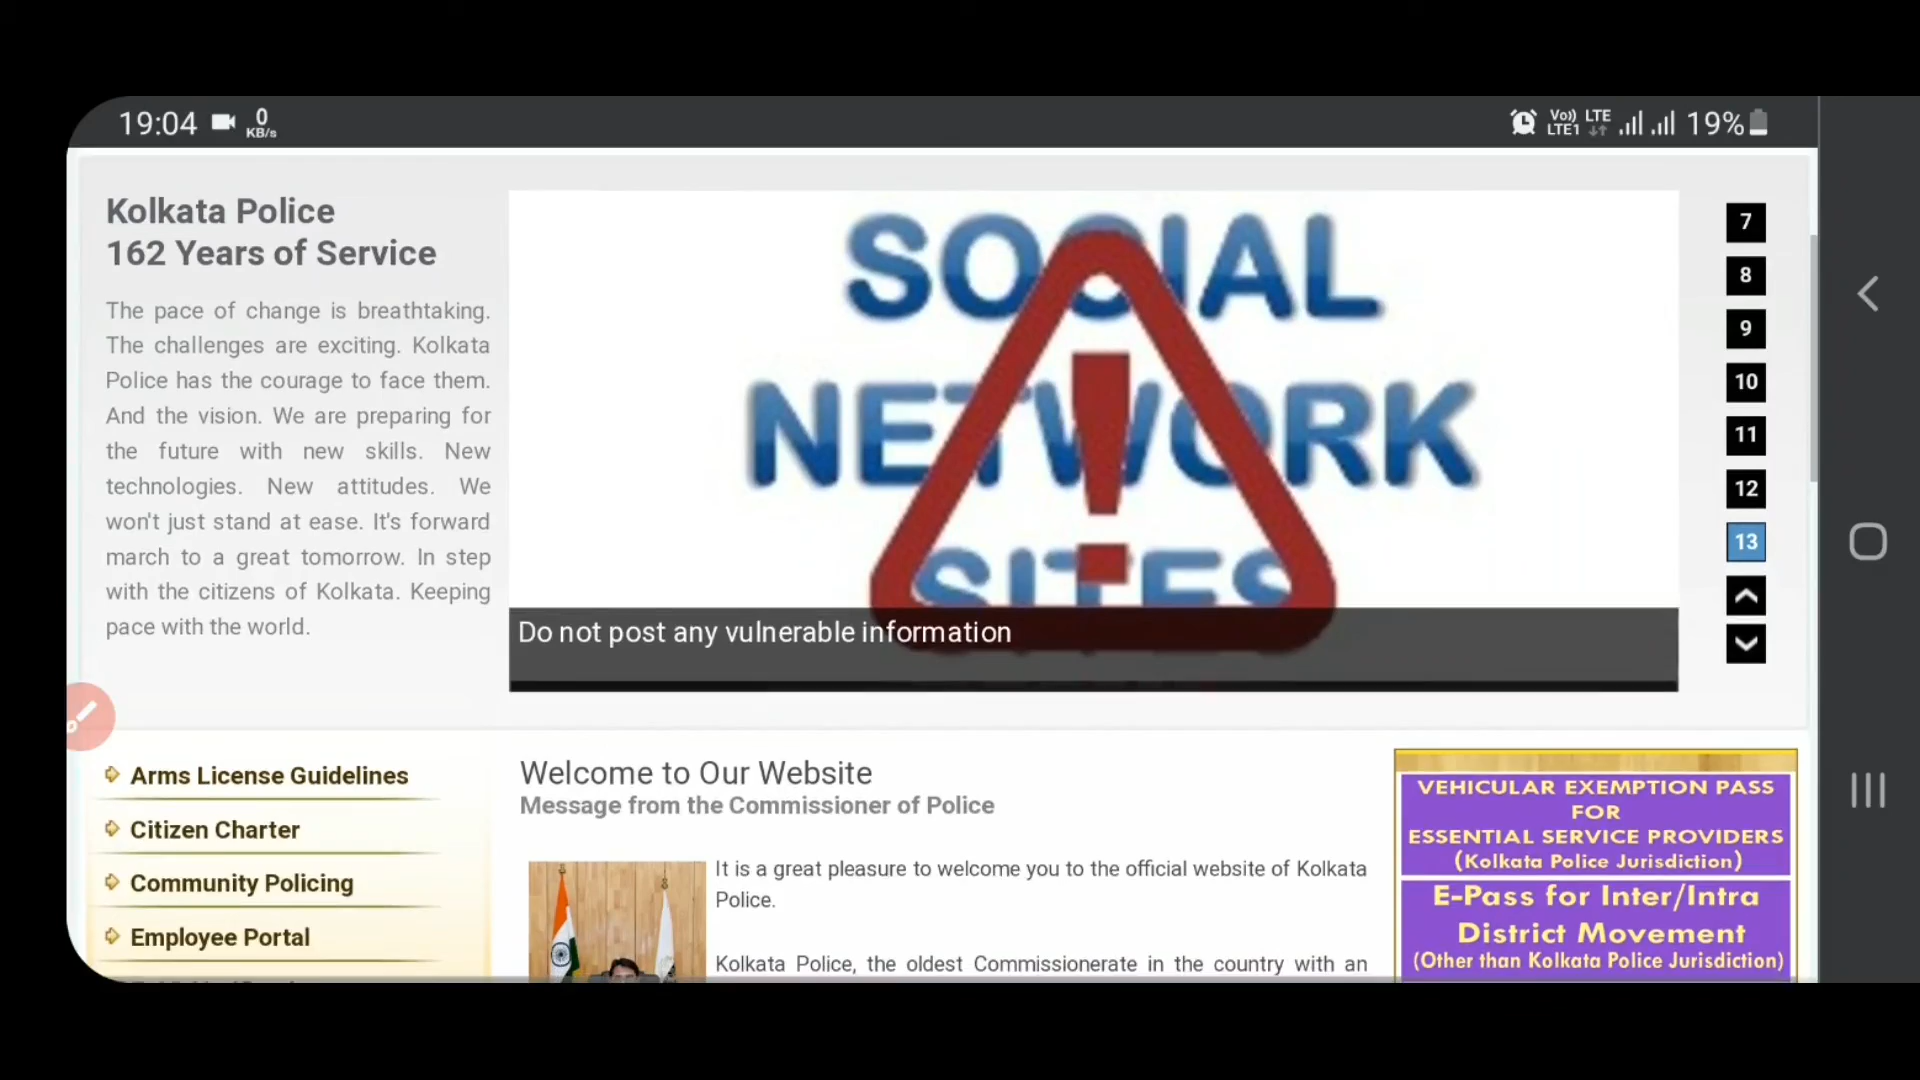 19:04 0 KB/s Vo)) LTE1 LTE 19%
Kolkata Police
162 Years of Service
The pace of change is breathtaking.
The challenges are exciting. Kolkata
Police has the courage to face them.
And the vision. We are preparing for
the future with new skills. New
technologies. New attitudes. We
won't just stand at ease. It's forward
march to a great tomorrow. In step
with the citizens of Kolkata. Keeping
pace with the world.
SOCIAL
NETWORK
SITES
Do not post any vulnerable information
7
8
9
10
11
12
13
Arms License Guidelines
Citizen Charter
Community Policing
Employee Portal
Welcome to Our Website
Message from the Commissioner of Police
It is a great pleasure to welcome you to the official website of Kolkata
Police.
Kolkata Police, the oldest Commissionerate in the country with an
VEHICULAR EXEMPTION PASS
FOR
ESSENTIAL SERVICE PROVIDERS
(Kolkata Police Jurisdiction)
E-Pass for Inter/Intra
District Movement
(Other than Kolkata Police Jurisdiction)